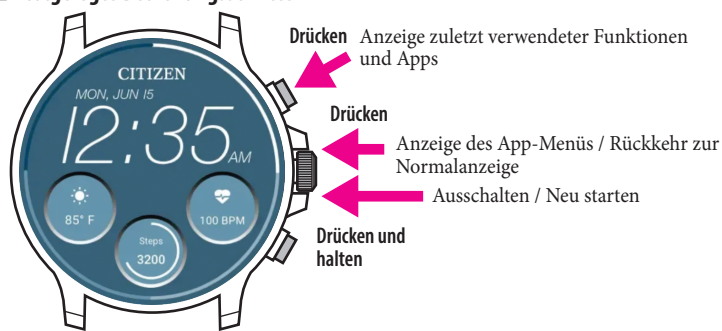 Drücken Anzeige zuletzt verwendeter Funktionen
und Apps
CITIZEN
MON, JUN 15
12:35 AM
Drücken
Anzeige des App-Menüs / Rückkehr zur
Normalanzeige
Ausschalten / Neu starten
85° F
100 BPM
Steps
3200
Drücken und
halten